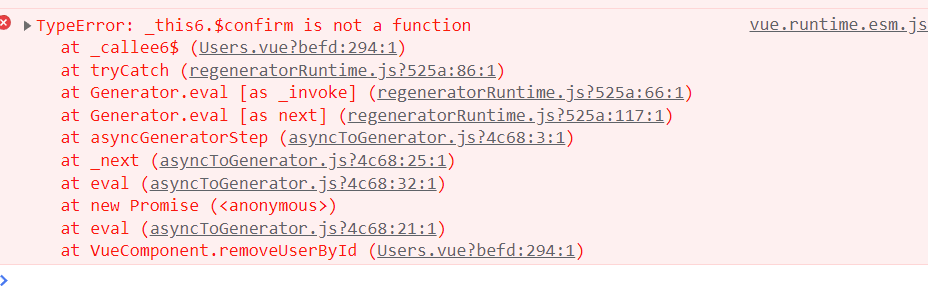 TypeError: _this6.$confirm is not a function vue.runtime.esm.js
at _callee6$ (Users.vue?befd:294:1)
at tryCatch (regeneratorRuntime.js?525a:86:1)
at Generator.eval [as _invoke] (regeneratorRuntime.js?525a:66:1)
at Generator.eval [as next] (regeneratorRuntime.js?525a:117:1)
at asyncGeneratorStep (asyncToGenerator.js?4c68:3:1)
at _next (asyncToGenerator.js?4c68:25:1)
at eval (asyncToGenerator.js?4c68:32:1)
at new Promise (<anonymous>)
at eval (asyncToGenerator.js?4c68:21:1)
at VueComponent.removeUserById (Users.vue?befd:294:1)